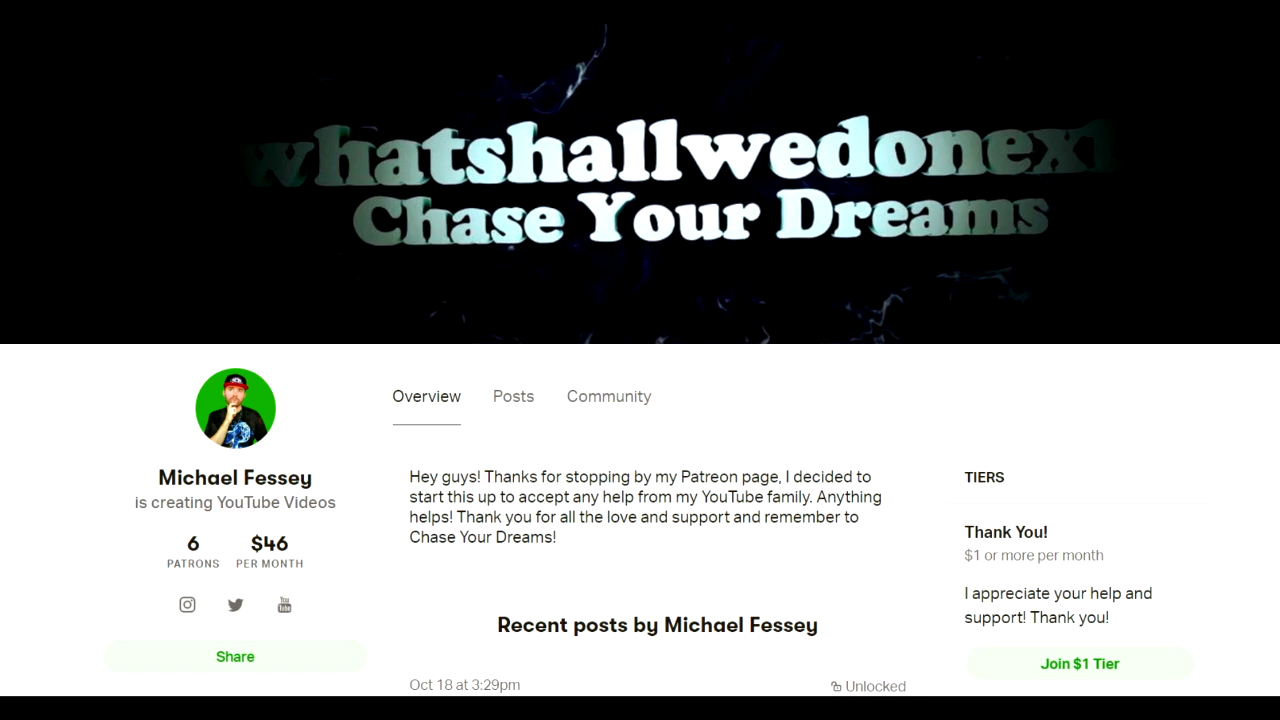 whatshallwedonext
Chase Your Dreams
Overview Posts Community
Michael Fessey
is creating YouTube Videos
6 $46
PATRONS PER MONTH
Share
Hey guys! Thanks for stopping by my Patreon page, I decided to
start this up to accept any help from my YouTube family. Anything
helps! Thank you for all the love and support and remember to
Chase Your Dreams!
Recent posts by Michael Fessey
Oct 18 at 3:29pm Unlocked
TIERS
Thank You!
$1 or more per month
I appreciate your help and
support! Thank you!
Join $1 Tier